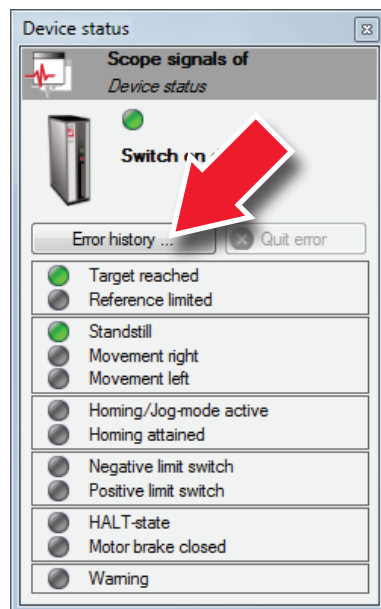 Device status
Scope signals of
Device status
Switch on
Error history ...
Quit error
Target reached
Reference limited
Standstill
Movement right
Movement left
Homing/Jog-mode active
Homing attained
Negative limit switch
Positive limit switch
HALT-state
Motor brake closed
Warning